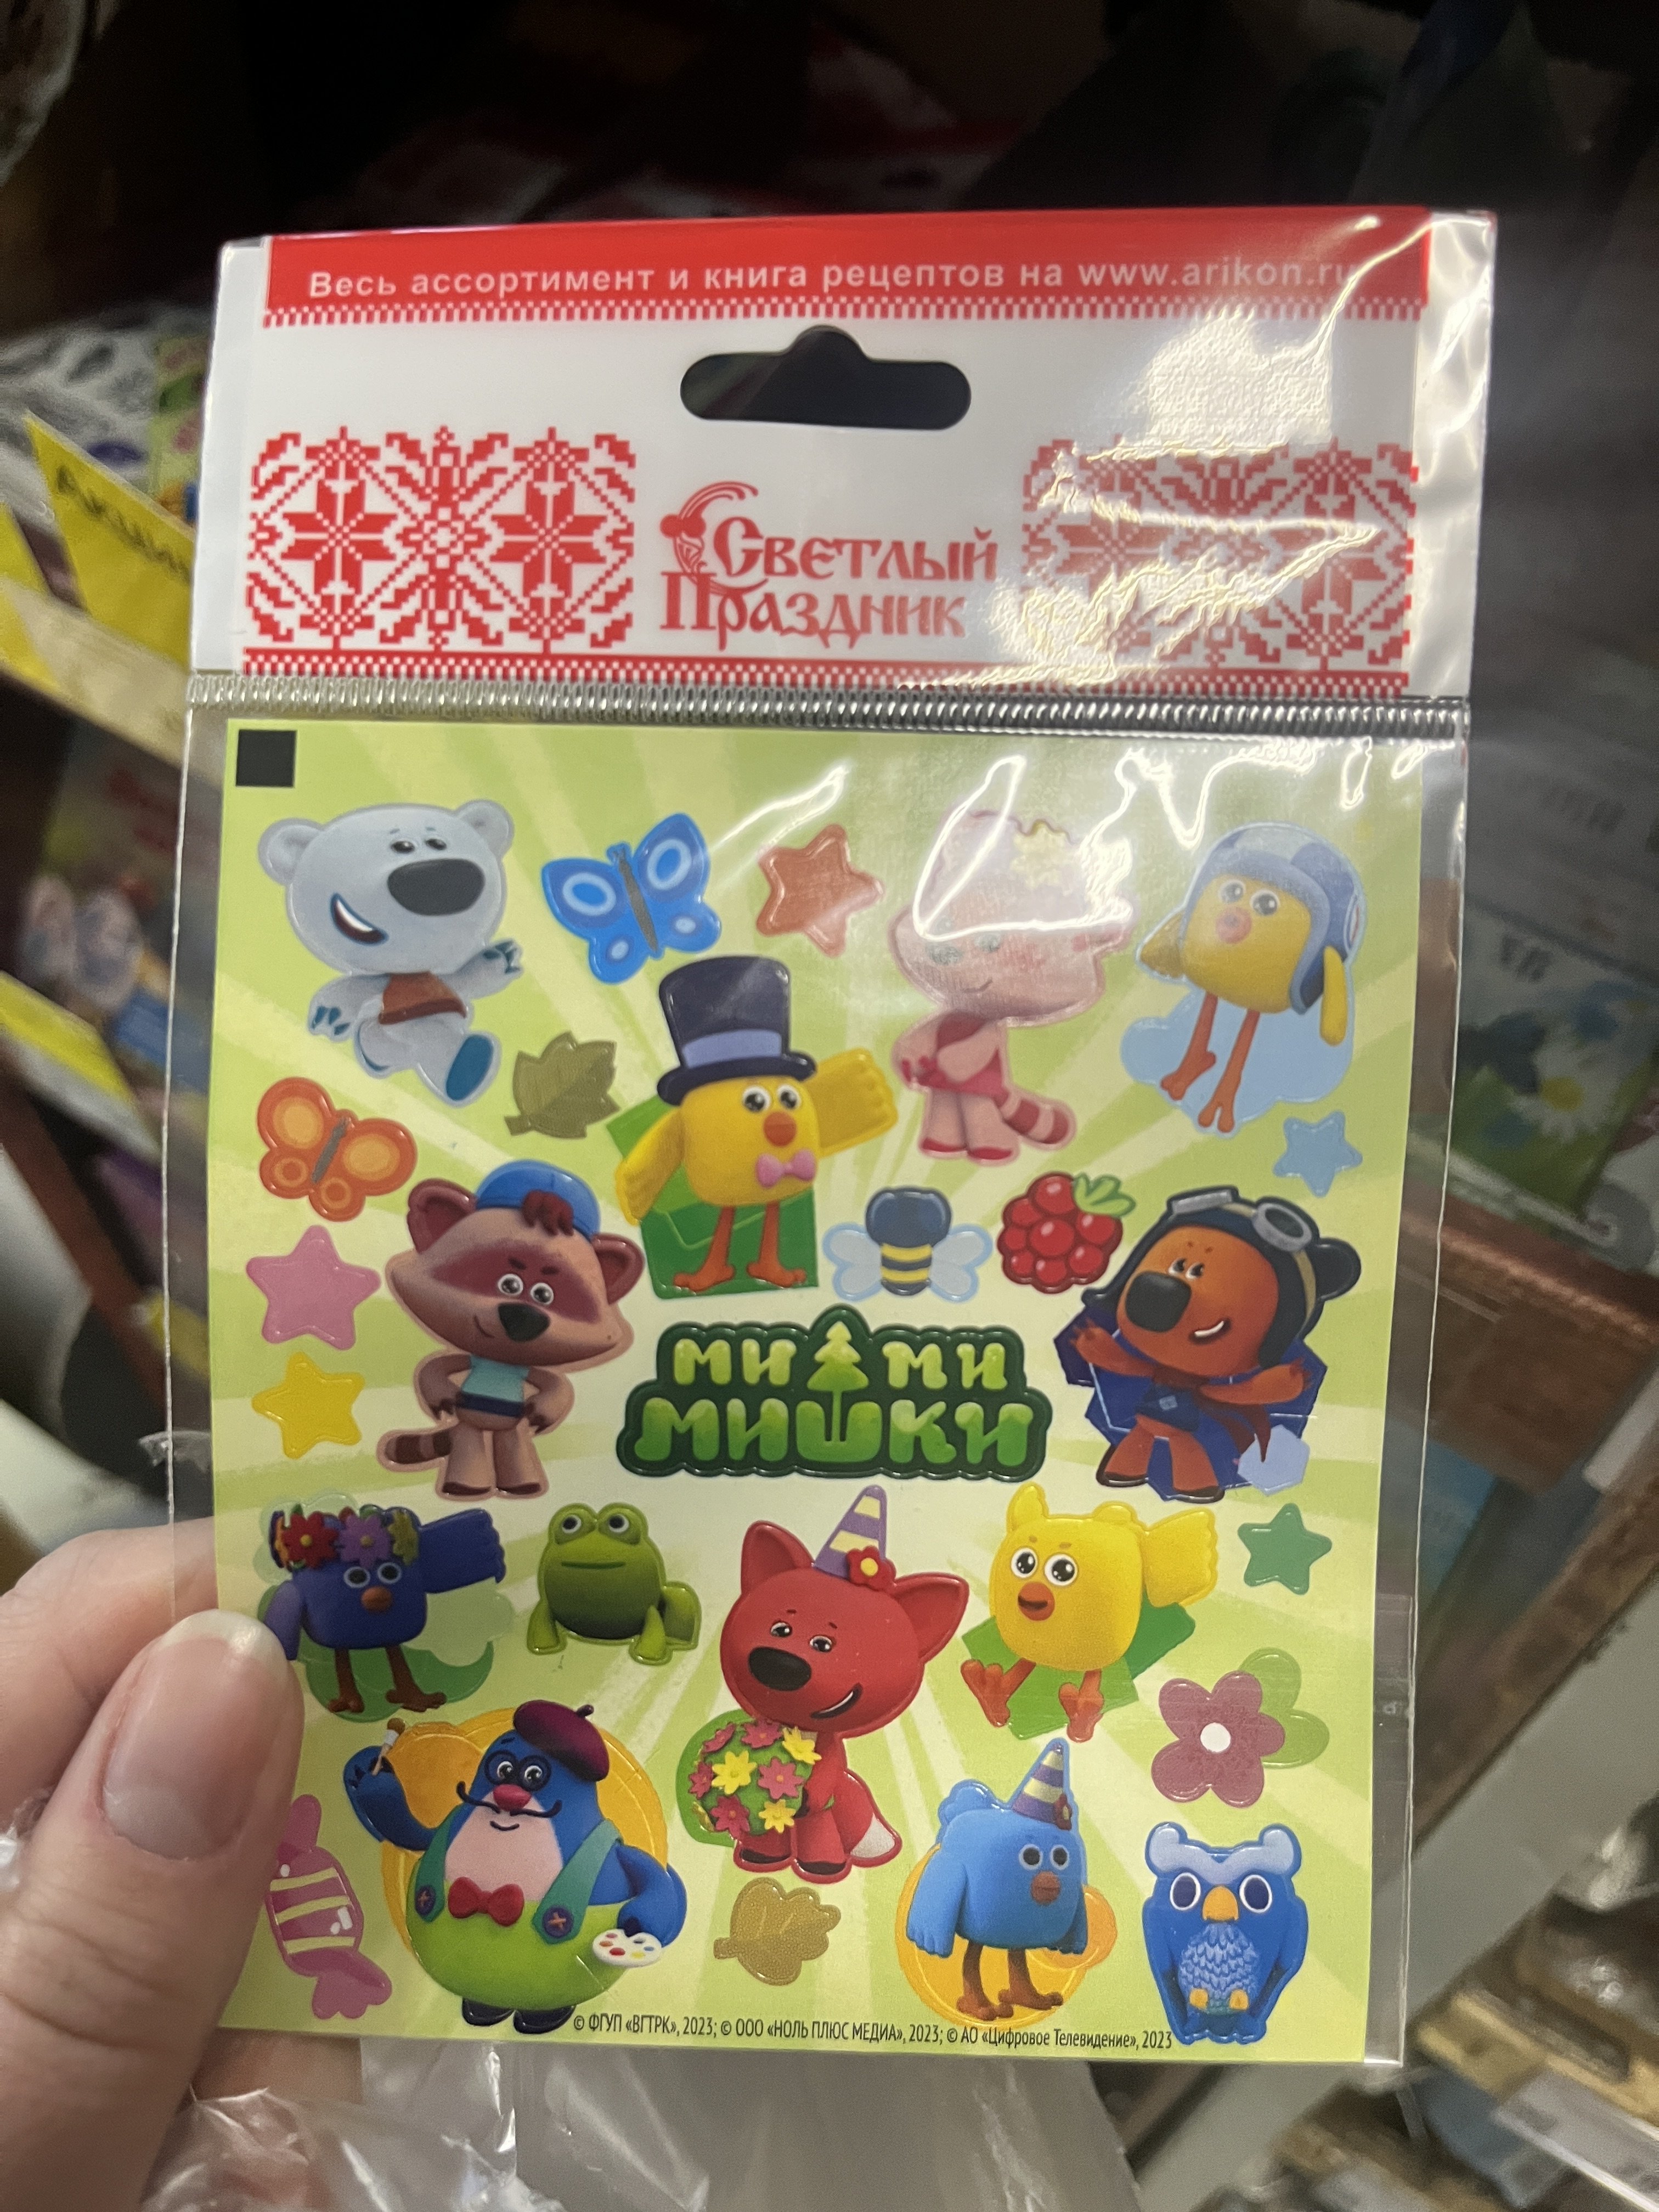 Весь ассортимент и книга рецептов на www.arikon.ru
Светлый
Праздник
Акция
МИ МИ
МИШКИ
© ФГУП «ВГТРК», 2023; © ООО «НОЛЬ ПЛЮС МЕДИА», 2023; © АО «Цифровое Телевидение», 2023